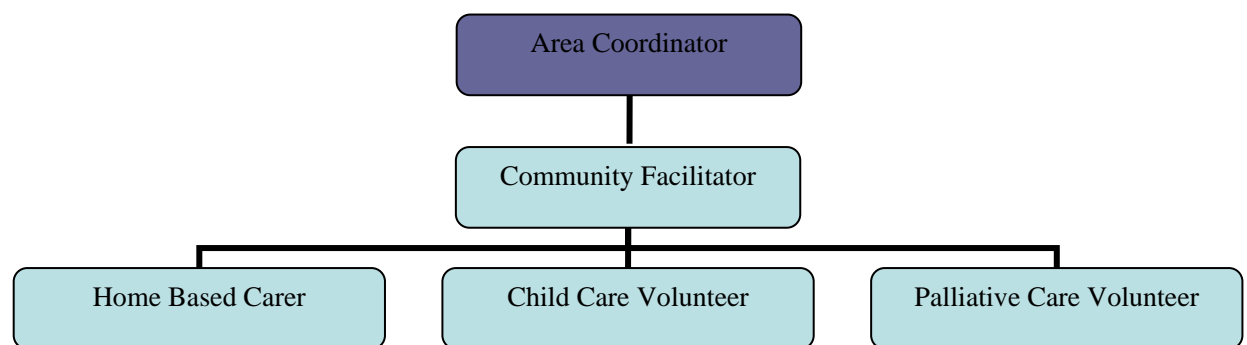 Area Coordinator
Community Facilitator
Home Based Carer
Child Care Volunteer
Palliative Care Volunteer